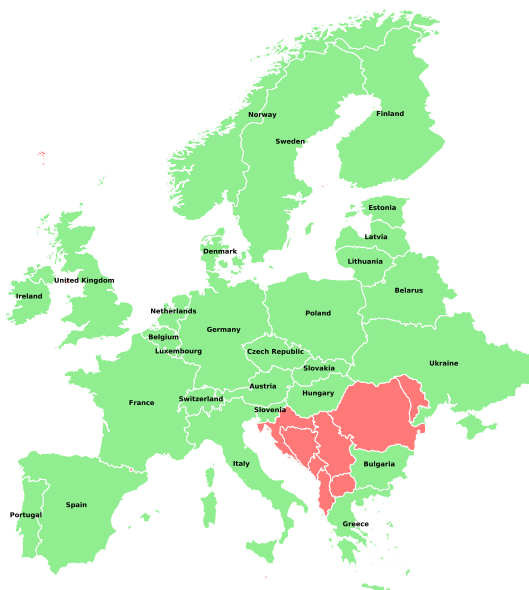 Norway
Finland
Sweden
Estonia
Latvia
Denmark
Lithuania
United Kingdom
Belarus
Ireland
Netherlands
Poland
Germany
Belgium
Luxembourg
Czech Republic
Ukraine
Slovakia
Austria
Hungary
Switzerland
France
Slovenia
Italy
Bulgaria
Spain
Portugal
Greece